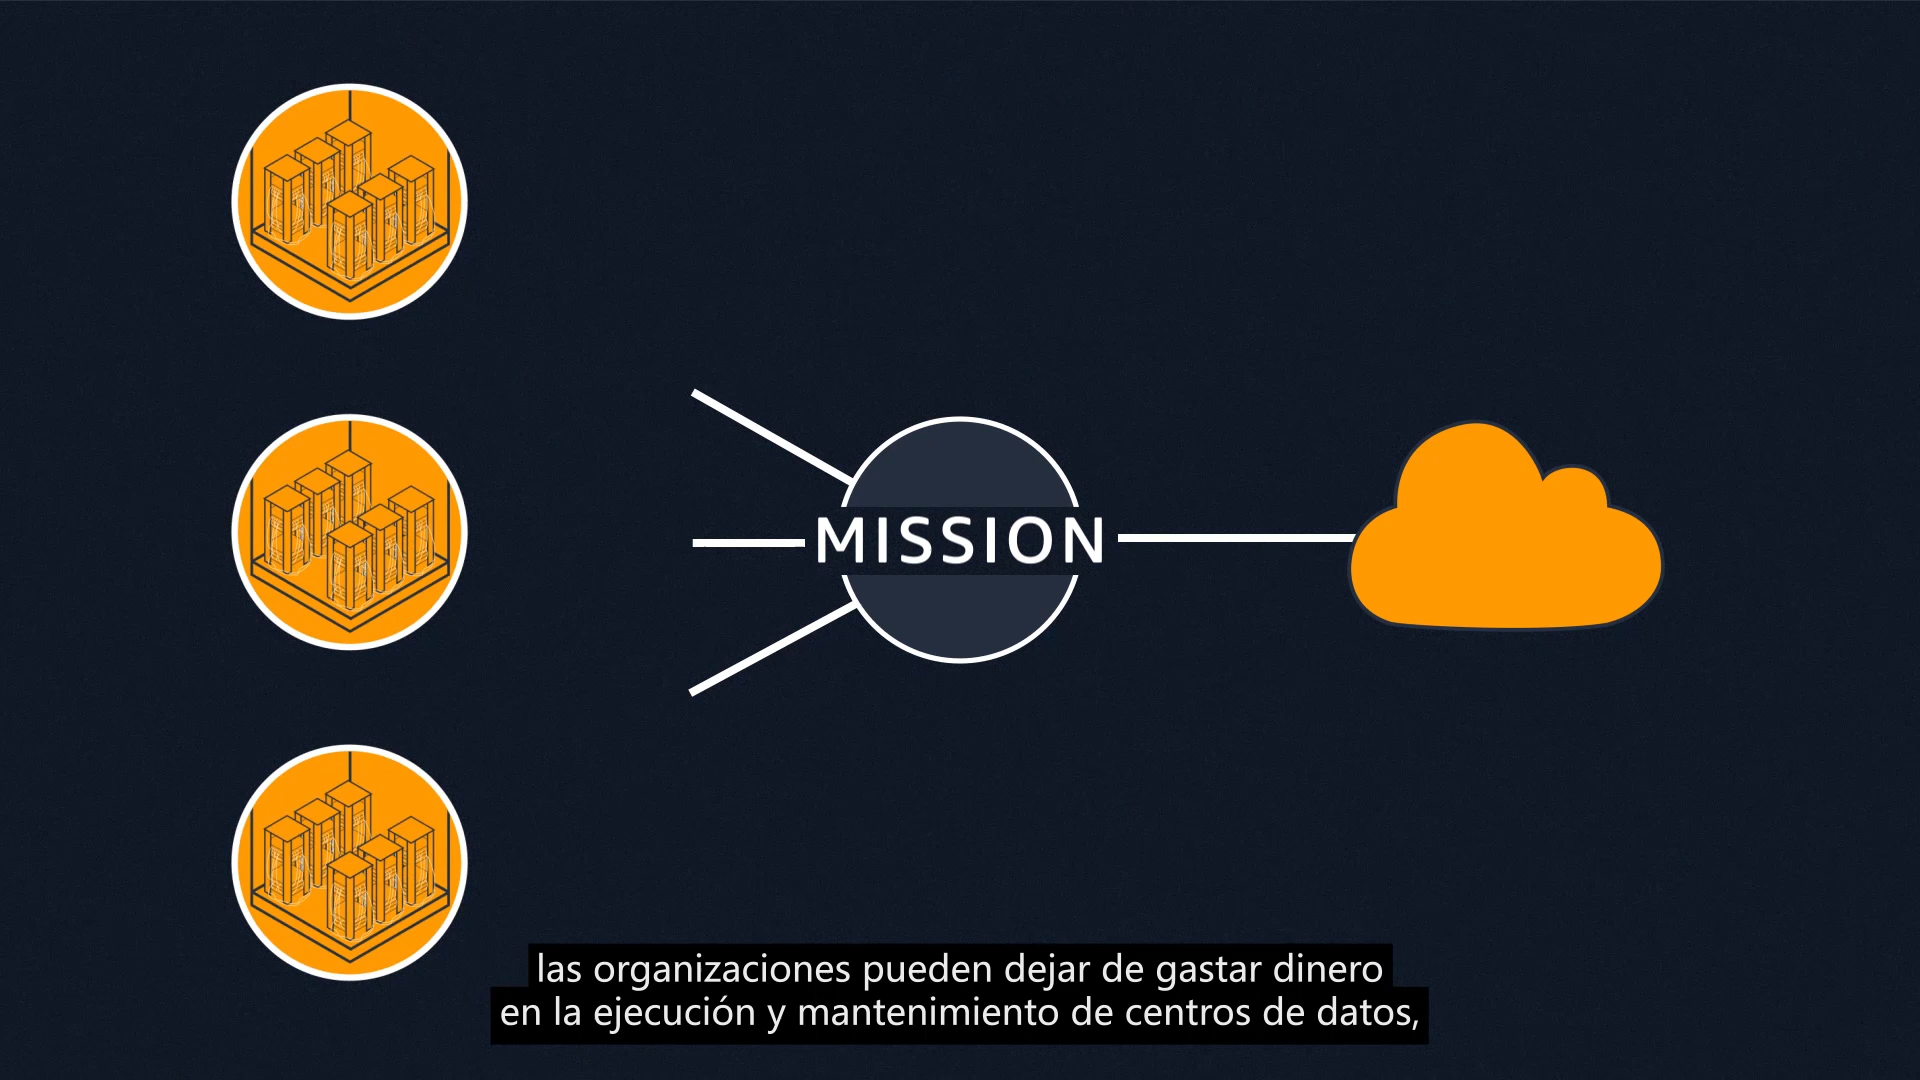 MISSION
las organizaciones pueden dejar de gastar dinero
en la ejecución y mantenimiento de centros de datos,